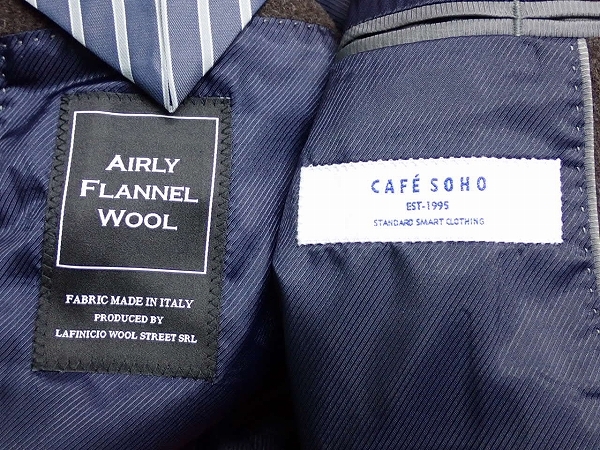 AIRLY
FLANNEL
WOOL
FABRIC MADE IN ITALY
PRODUCED BY
LAFINICIO WOOL STREET SRL
CAFÉ SOHO
EST-1995
STANDARD SMART CLOTHING